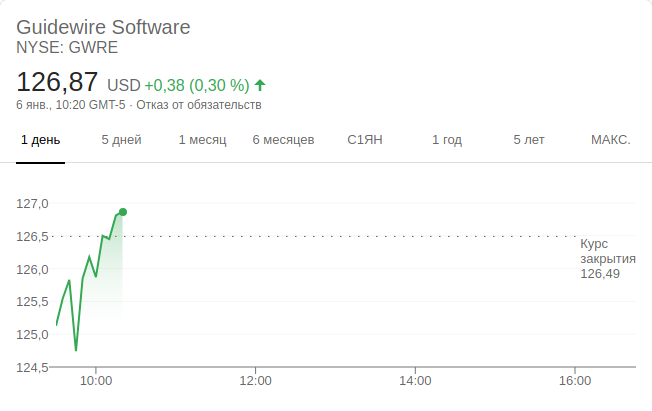 Guidewire Software
NYSE: GWRE
126,87 USD +0,38 (0,30 %)
6 янв., 10:20 GMT-5 · Отказ от обязательств
1 день 5 дней 1 месяц 6 месяцев С1ЯН 1 год 5 лет МАКС.
127,0
126,5
126,0
125,5
125,0
124,5
Курс
закрытия
126,49
10:00 12:00 14:00 16:00